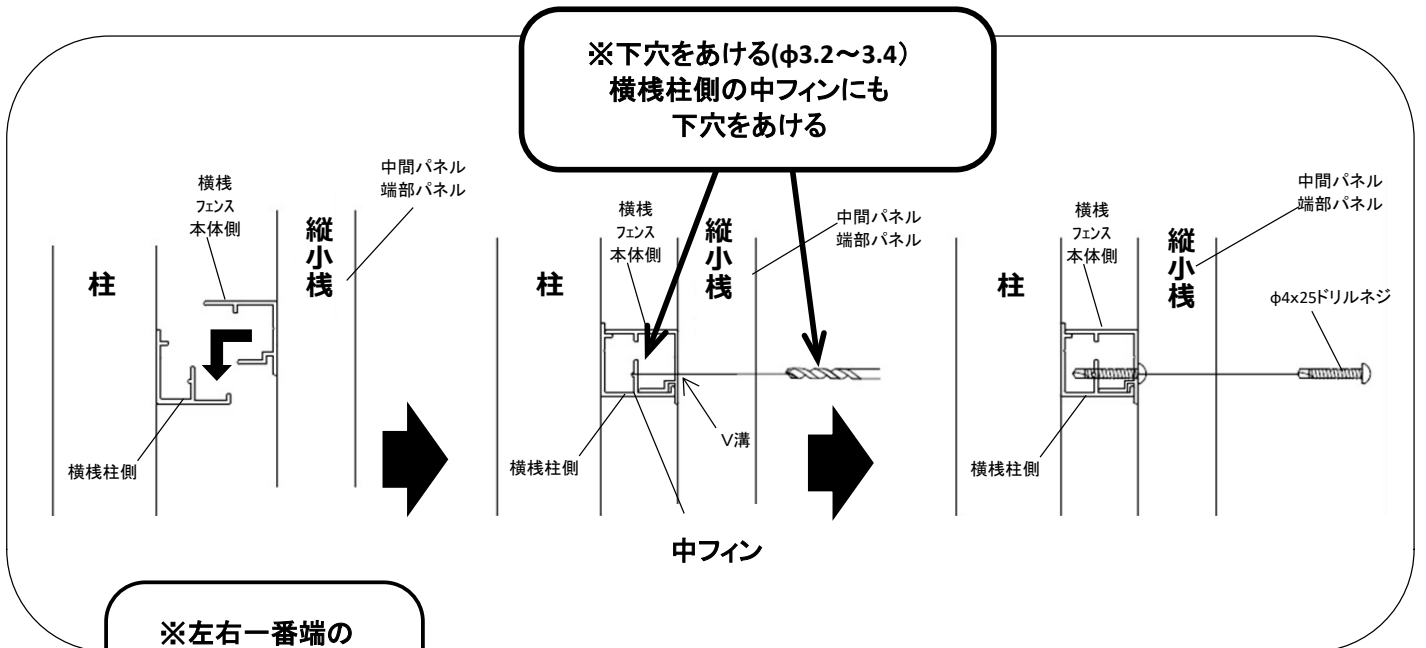 ※下穴をあける(φ3.2～3.4)
横桟柱側の中フィンにも
下穴をあける
横桟
フェンス
本体側
縦小桟
中間パネル
端部パネル
柱
横桟柱側
横桟
フェンス
本体側
縦小桟
中間パネル
端部パネル
柱
V溝
横桟柱側
中フィン
横桟
フェンス
本体側
縦小桟
中間パネル
端部パネル
柱
φ4x25ドリルネジ
横桟柱側
※左右一番端の